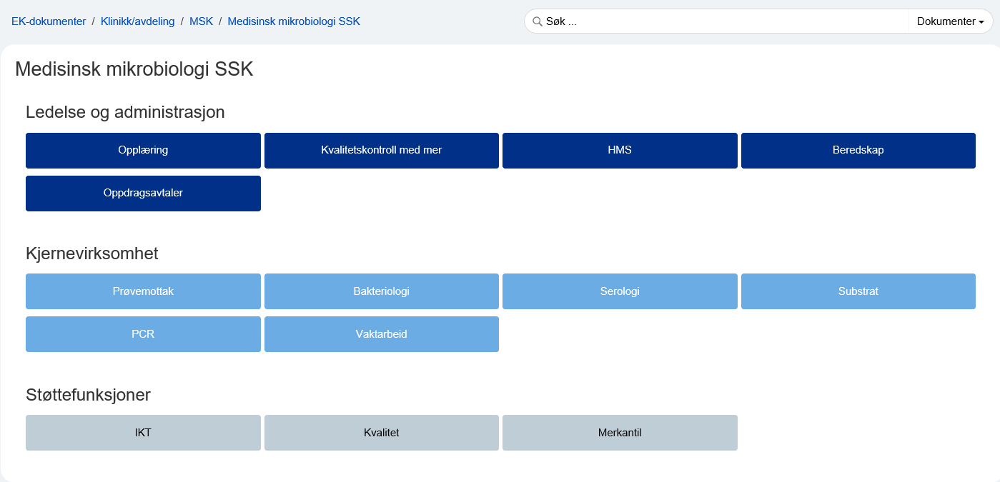 EK-dokumenter / Klinikk/avdeling / MSK / Medisinsk mikrobiologi SSK
Søk ... Dokumenter
Medisinsk mikrobiologi SSK
Ledelse og administrasjon
Opplæring Kvalitetskontroll med mer HMS Beredskap
Oppdragsavtaler
Kjernevirksomhet
Prøvemottak Bakteriologi Serologi Substrat
PCR Vaktarbeid
Støttefunksjoner
IKT Kvalitet Merkantil